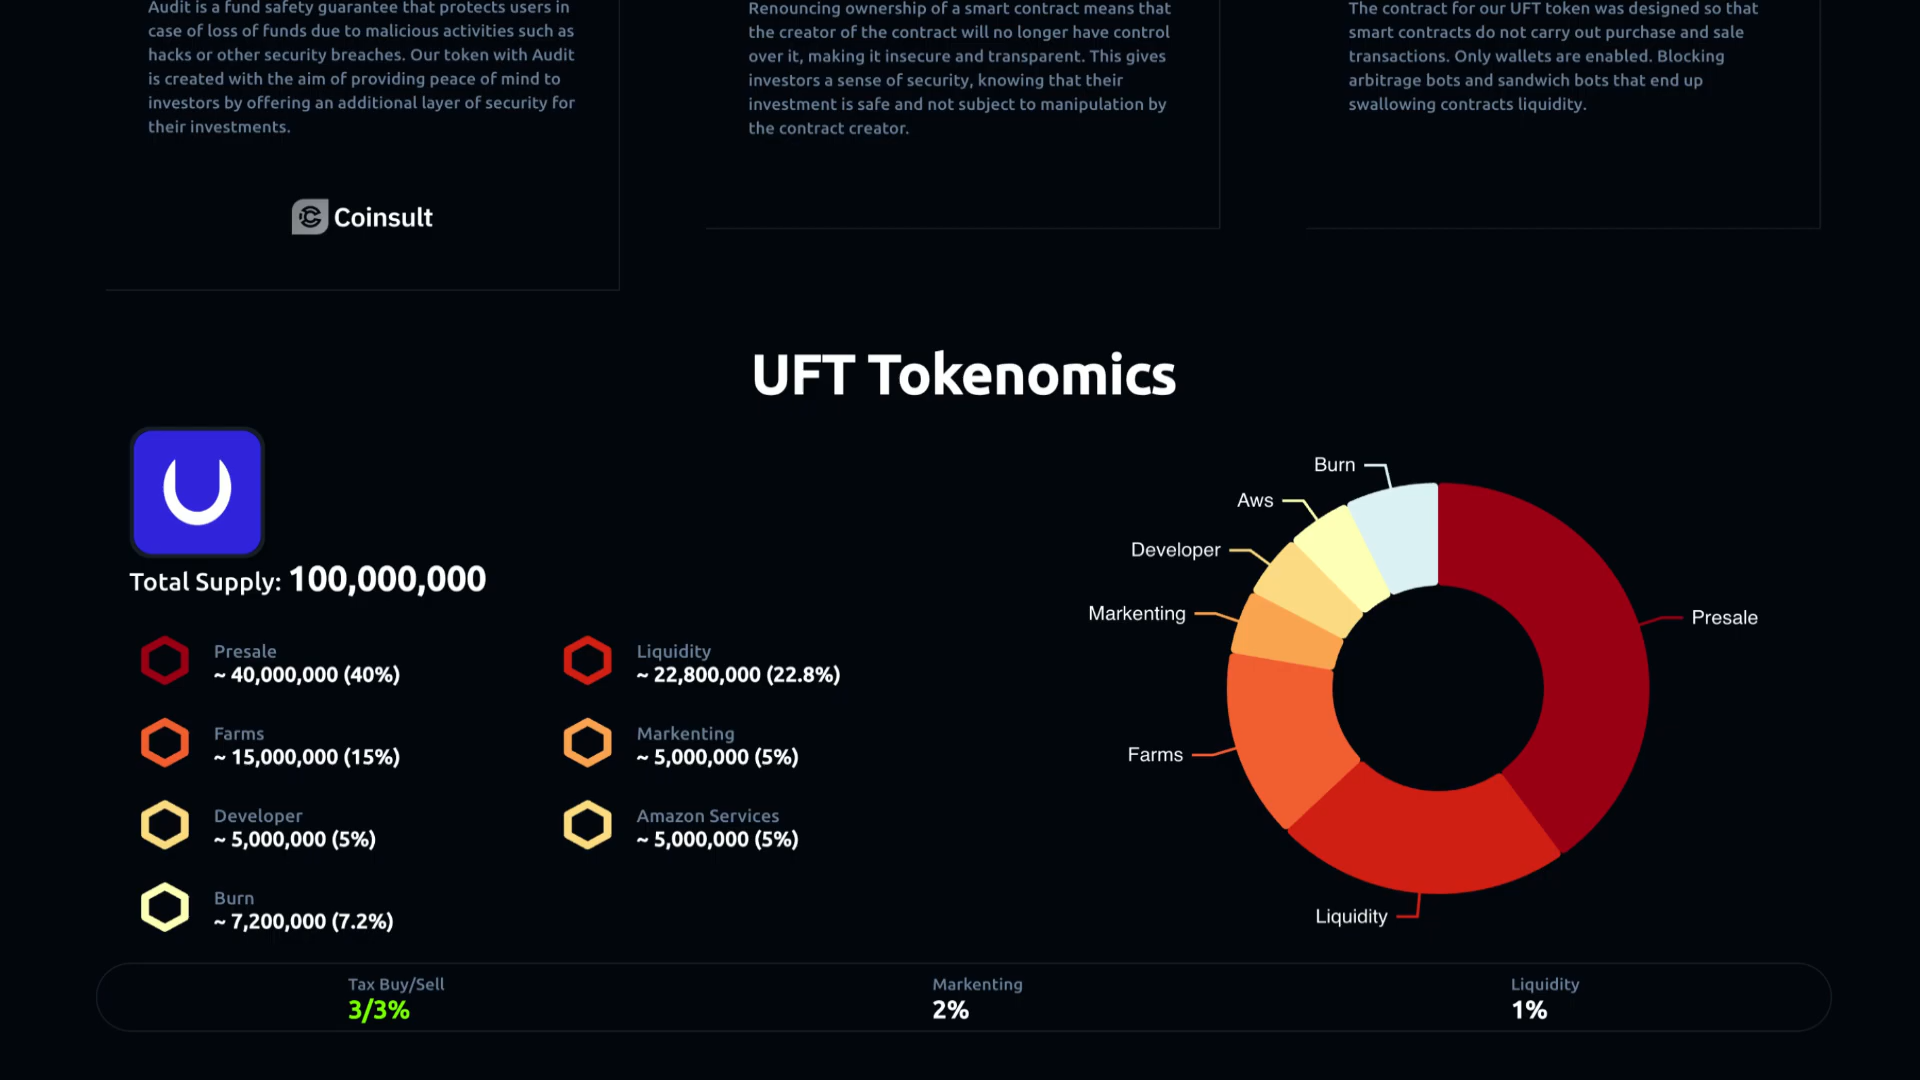 Audit is a fund safety guarantee that protects users in
case of loss of funds due to malicious activities such as
hacks or other security breaches. Our token with Audit
is created with the aim of providing peace of mind to
investors by offering an additional layer of security for
their investments.
Coinsult
Renouncing ownership of a smart contract means that
the creator of the contract will no longer have control
over it, making it insecure and transparent. This gives
investors a sense of security, knowing that their
investment is safe and not subject to manipulation by
the contract creator.
The contract for our UFT token was designed so that
smart contracts do not carry out purchase and sale
transactions. Only wallets are enabled. Blocking
arbitrage bots and sandwich bots that end up
swallowing contracts liquidity.
UFT Tokenomics
Total Supply: 100,000,000
Presale
~ 40,000,000 (40%)
Liquidity
~ 22,800,000 (22.8%)
Farms
~ 15,000,000 (15%)
Markenting
~ 5,000,000 (5%)
Developer
~ 5,000,000 (5%)
Amazon Services
~ 5,000,000 (5%)
Burn
~ 7,200,000 (7.2%)
Burn
Aws
Developer
Markenting
Presale
Farms
Liquidity
Tax Buy/Sell
3/3%
Markenting
2%
Liquidity
1%